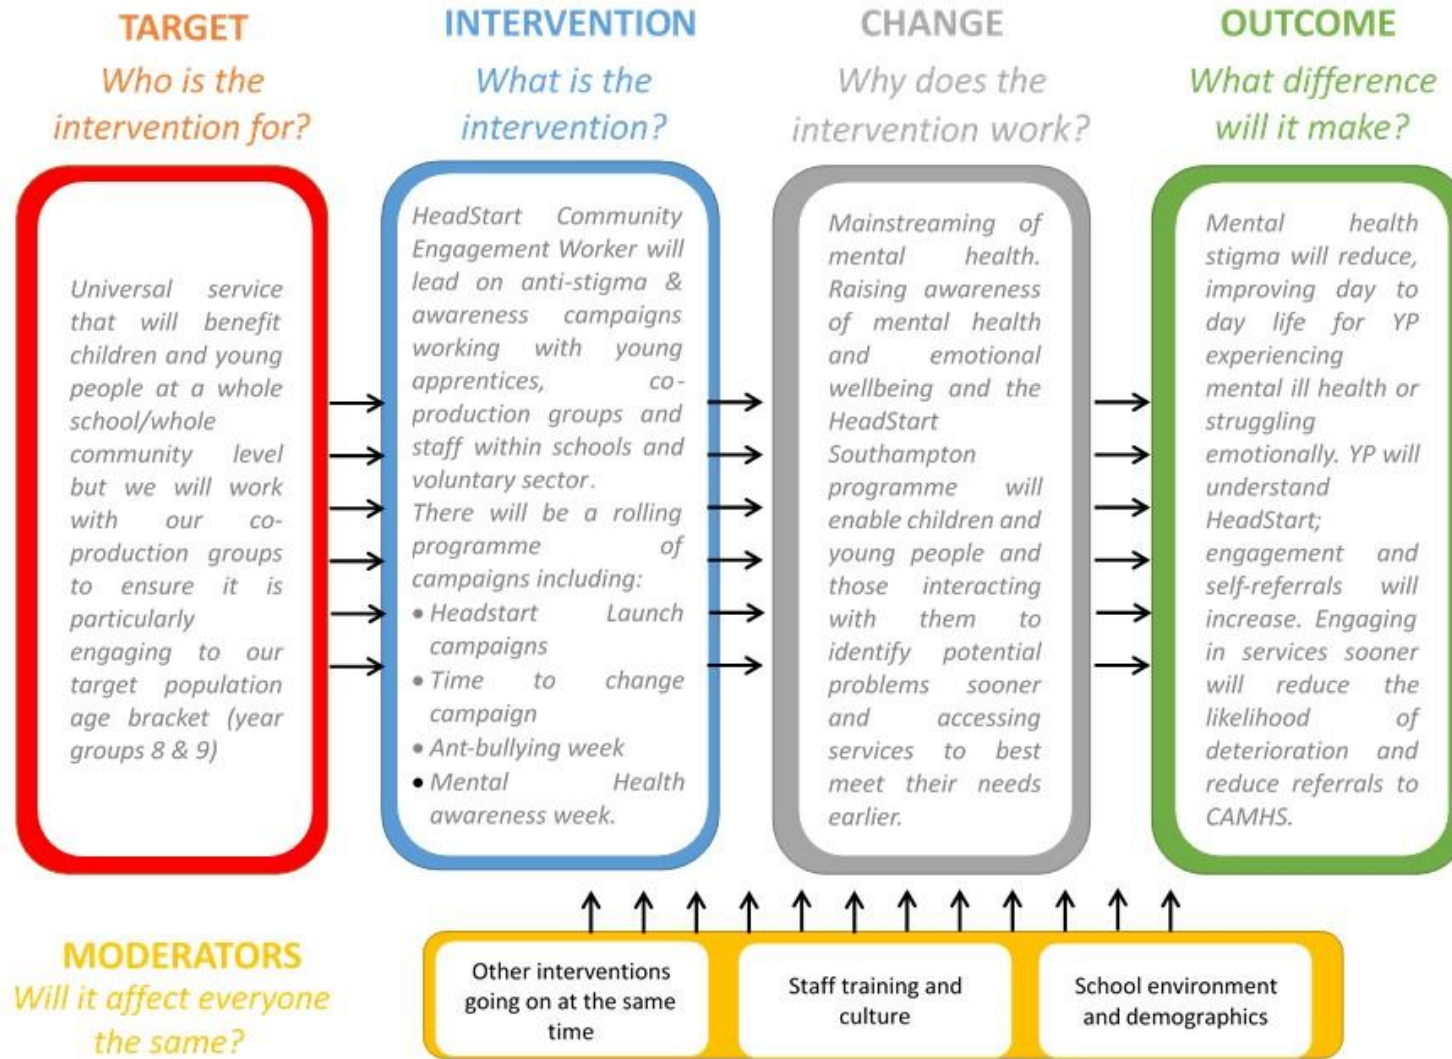 TARGET
Who is the
intervention for?
Universal service
that will benefit
children and young
people at a whole
school/whole
community level
but we will work
with our co-
production groups
to ensure it is
particularly
engaging to our
target population
age bracket (year
groups 8 & 9)
INTERVENTION
What is the
intervention?
HeadStart Community
Engagement Worker will
lead on anti-stigma &
awareness campaigns
working with young
apprentices, co-
production groups and
staff within schools and
voluntary sector.
There will be a rolling
programme of
campaigns including:
• Headstart Launch
campaigns
• Time to change
campaign
• Ant-bullying week
• Mental Health
awareness week.
CHANGE
Why does the
intervention work?
Mainstreaming of
mental health.
Raising awareness
of mental health
and emotional
wellbeing and the
HeadStart
Southampton
programme will
enable children and
young people and
those interacting
with them to
identify potential
problems sooner
and accessing
services to best
meet their needs
earlier.
OUTCOME
What difference
will it make?
Mental health
stigma will reduce,
improving day to
day life for YP
experiencing
mental ill health or
struggling
emotionally. YP will
understand
HeadStart;
engagement and
self-referrals will
increase. Engaging
in services sooner
will reduce the
likelihood of
deterioration and
reduce referrals to
CAMHS.
MODERATORS
Will it affect everyone
the same?
Other interventions
going on at the same
time
Staff training and
culture
School environment
and demographics